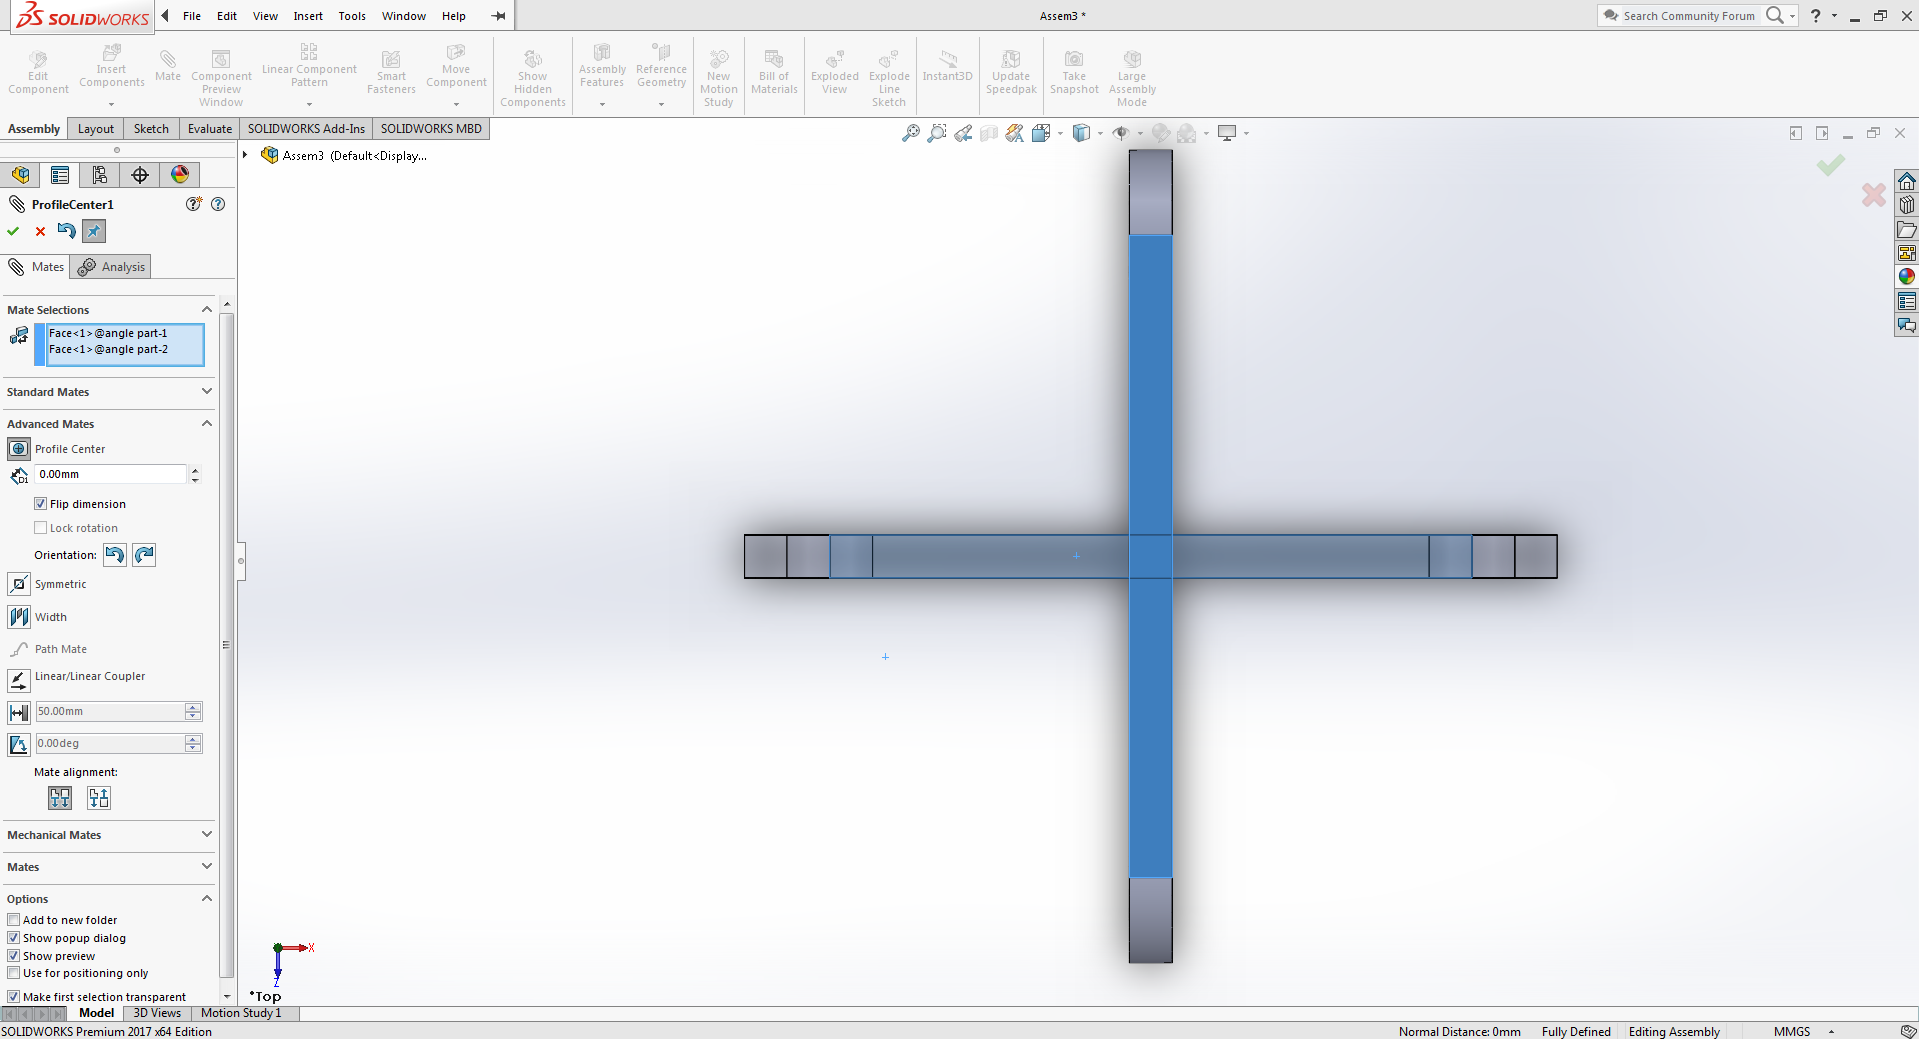 SOLIDWORKS
File Edit View Insert Tools Window Help
Assem3 *
Search Community Forum
?
Edit Component
Insert Components
Mate
Component Preview Window
Linear Component Pattern
Smart Fasteners
Move Component
Show Hidden Components
Assembly Features
Reference Geometry
New Motion Study
Bill of Materials
Exploded View
Explode Line Sketch
Instant3D
Update Speedpak
Take Snapshot
Large Assembly Mode
Assembly Layout Sketch Evaluate SOLIDWORKS Add-Ins SOLIDWORKS MBD
Assem3 (Default<Display...
ProfileCenter1
Mates Analysis
Mate Selections
Face<1>@angle part-1
Face<1>@angle part-2
Standard Mates
Advanced Mates
Profile Center
0.00mm
Flip dimension
Lock rotation
Orientation:
Symmetric
Width
Path Mate
Linear/Linear Coupler
50.00mm
0.00deg
Mate alignment:
Mechanical Mates
Mates
Options
Add to new folder
Show popup dialog
Show preview
Use for positioning only
Make first selection transparent
X
Z
*Top
Model 3D Views Motion Study 1
SOLIDWORKS Premium 2017 x64 Edition
Normal Distance: 0mm Fully Defined Editing Assembly MMGS